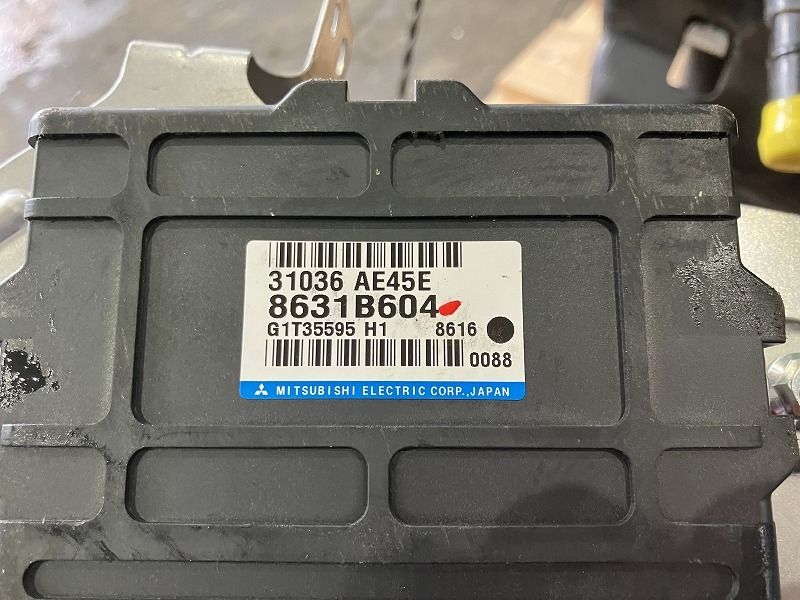 31036 AE45E
8631B604
G1T35595 H1 8616
0088
MITSUBISHI ELECTRIC CORP.,JAPAN